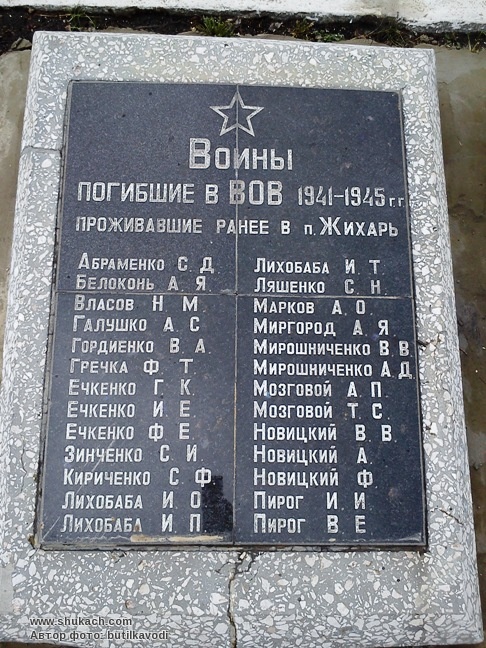 Воины
погибшие в ВОВ 1941-1945 г.г.
проживавшие ранее в п. Жихарь
Абраменко С. Д.
Белоконь А. Я.
Власов Н. М.
Галушко А. С.
Гордиенко В. А.
Гречка Ф. Т.
Ечкенко Г. К.
Ечкенко И. Е.
Ечкенко Ф. Е.
Зинченко С. И.
Кириченко С. Ф.
Лихобаба И. О.
Лихобаба И. П.
Лихобаба И. Т.
Ляшенко С. Н.
Марков А. О.
Миргород А. Я.
Мирошниченко В. В.
Мирошниченко А. Д.
Мозговой А. П.
Мозговой Т. С.
Новицкий В. В.
Новицкий А.
Новицкий Ф.
Пирог И. И.
Пирог В. Е.
www.shukach.com
Автор фото: butilkavodi